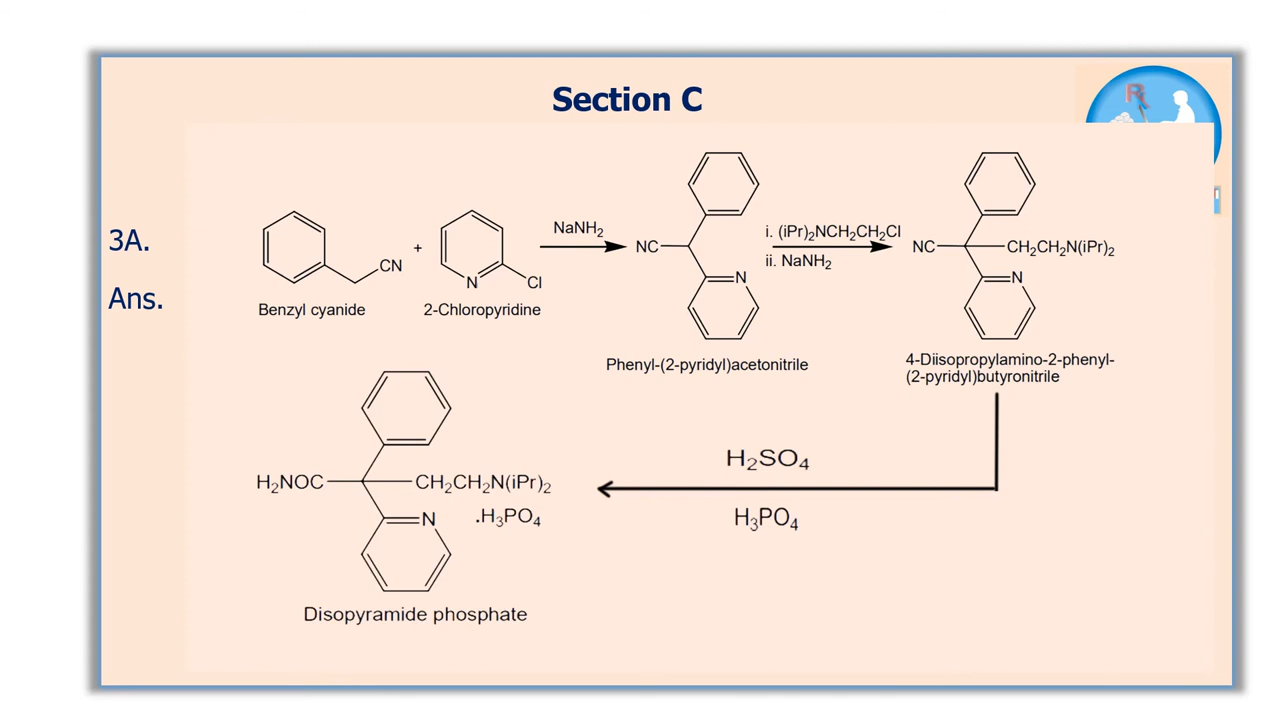 Section C
3A.
Ans.
CN
Benzyl cyanide
+
N
Cl
2-Chloropyridine
NaNH₂
NC
N
Phenyl-(2-pyridyl)acetonitrile
i. (iPr)₂NCH₂CH₂Cl
ii. NaNH₂
NC
CH₂CH₂N(iPr)₂
N
4-Diisopropylamino-2-phenyl-
(2-pyridyl)butyronitrile
H₂SO₄
H₃PO₄
H₂NOC
CH₂CH₂N(iPr)₂
N
.H₃PO₄
Disopyramide phosphate